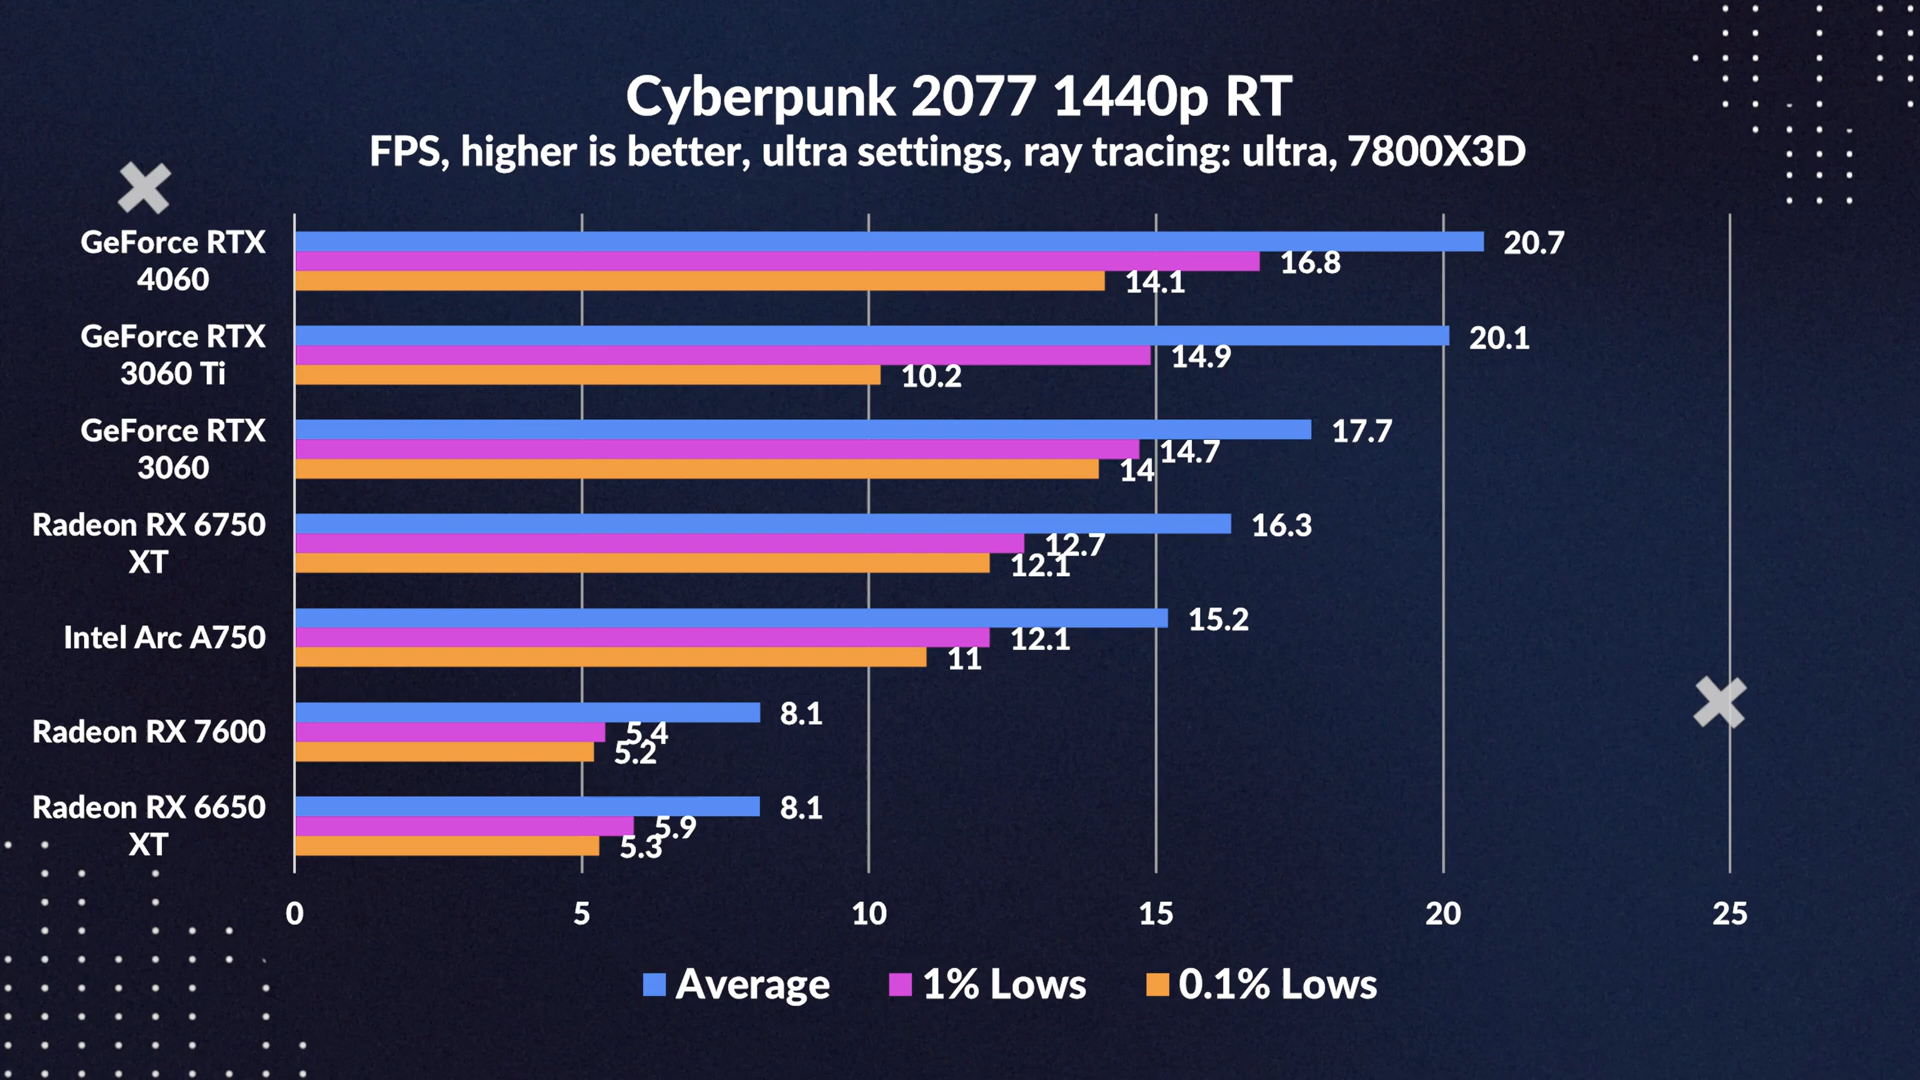 Cyberpunk 2077 1440p RT
FPS, higher is better, ultra settings, ray tracing: ultra, 7800X3D
GeForce RTX
4060
20.7
16.8
14.1
GeForce RTX
3060 Ti
20.1
14.9
10.2
GeForce RTX
3060
17.7
14.7
14
Radeon RX 6750
XT
16.3
12.7
12.1
Intel Arc A750
15.2
12.1
11
Radeon RX 7600
8.1
5.4
5.2
Radeon RX 6650
XT
8.1
5.9
5.3
0 5 10 15 20 25
Average 1% Lows 0.1% Lows